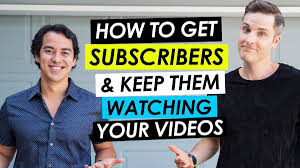 HOW TO GET
SUBSCRIBERS
& KEEP THEM
WATCHING
YOUR VIDEOS